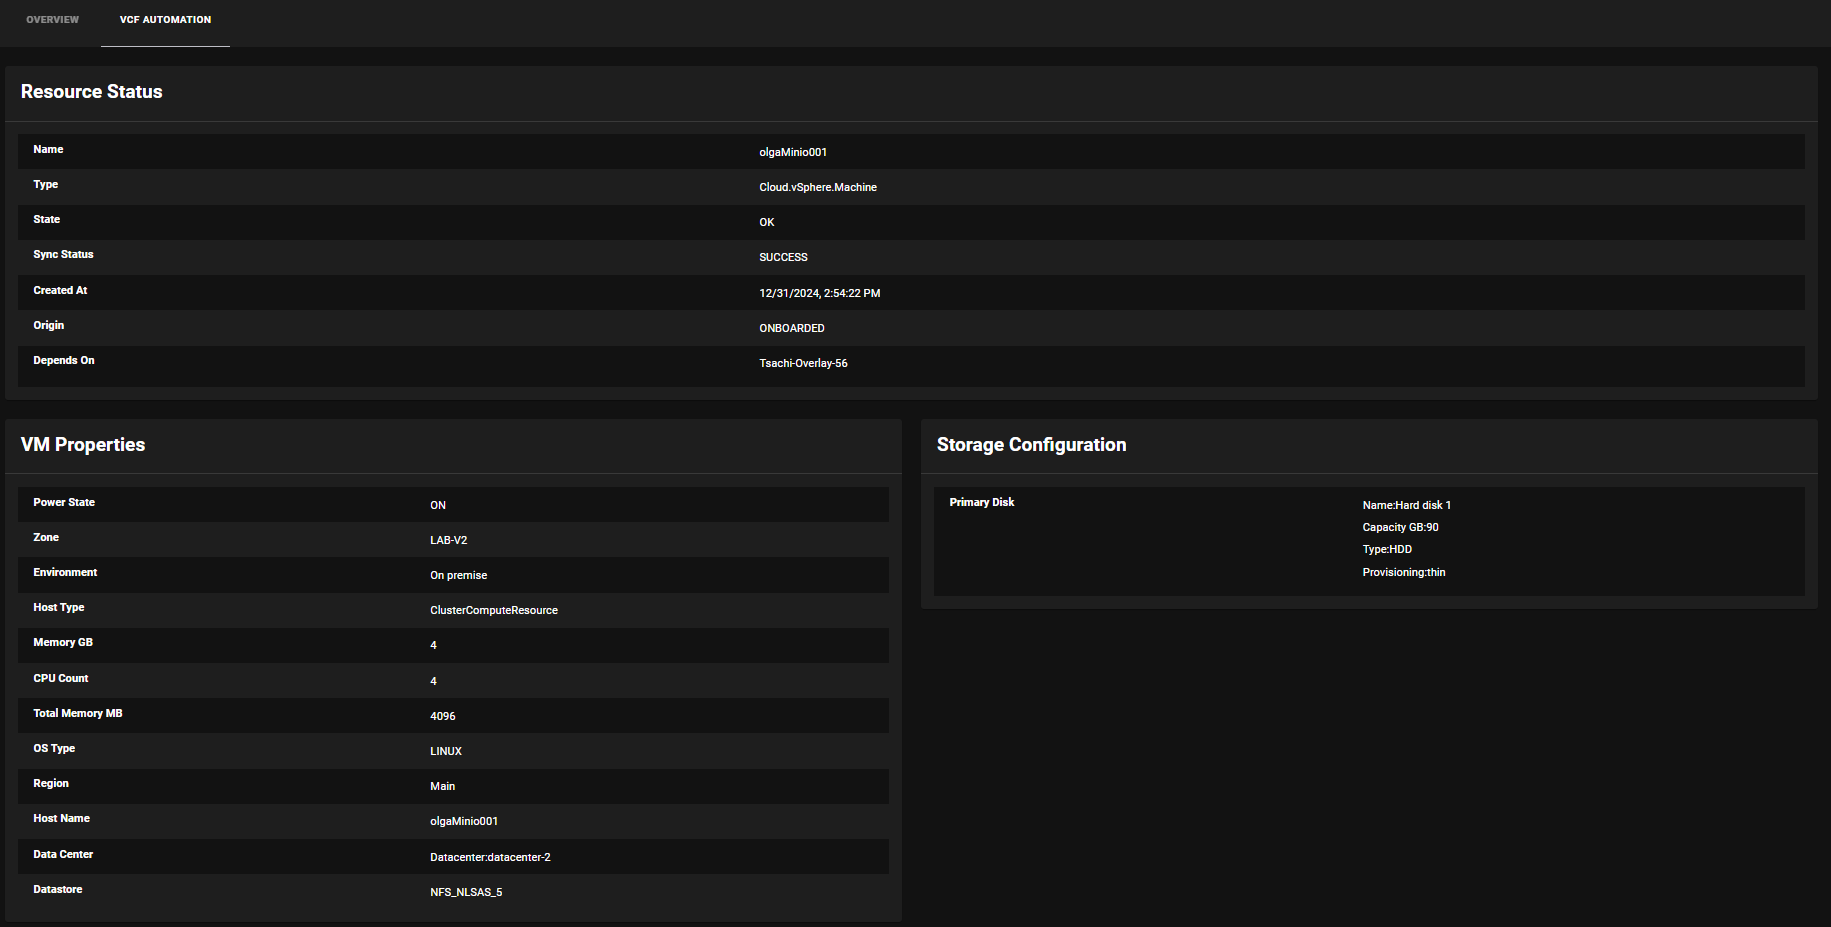 OVERVIEW VCF AUTOMATION
Resource Status
Name olgaMinio001
Type Cloud.vSphere.Machine
State OK
Sync Status SUCCESS
Created At 12/31/2024, 2:54:22 PM
Origin ONBOARDED
Depends On Tsachi-Overlay-56
VM Properties
Power State ON
Zone LAB-V2
Environment On premise
Host Type ClusterComputeResource
Memory GB 4
CPU Count 4
Total Memory MB 4096
OS Type LINUX
Region Main
Host Name olgaMinio001
Data Center Datacenter:datacenter-2
Datastore NFS_NLSAS_5
Storage Configuration
Primary Disk Name:Hard disk 1
Capacity GB:90
Type:HDD
Provisioning:thin